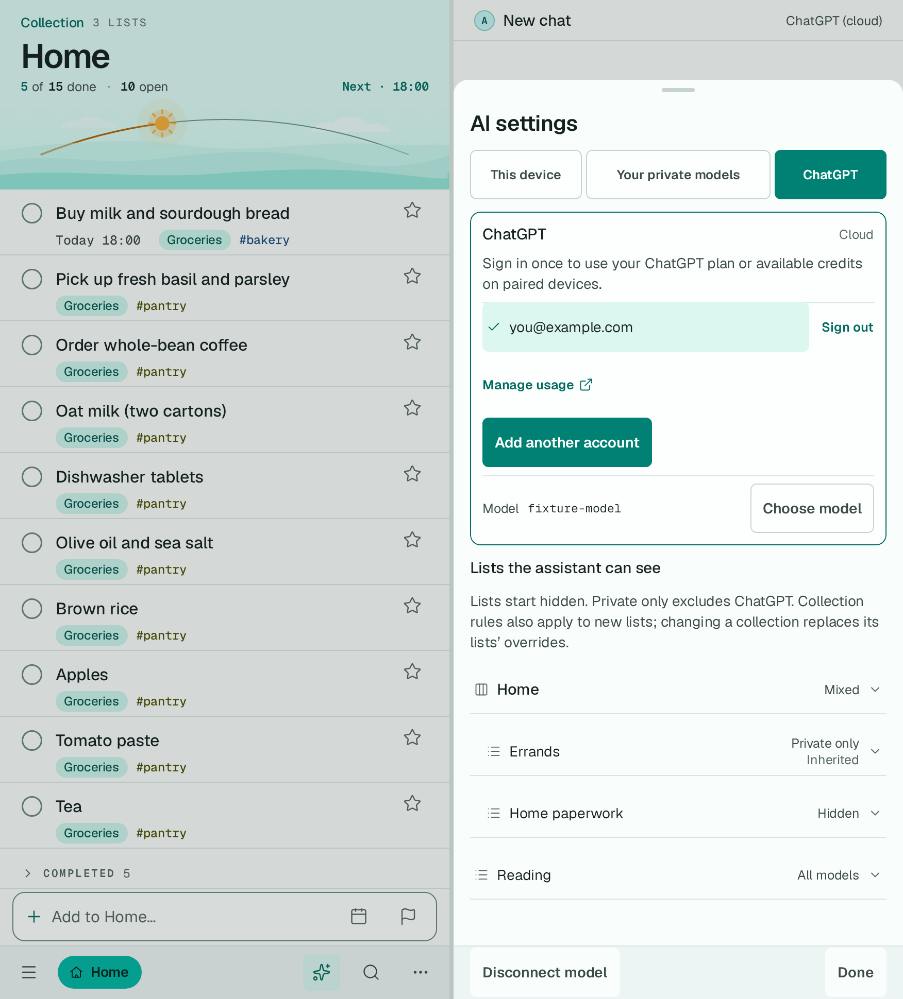 Collection 3 LISTS
Home
5 of 15 done · 10 open
Next · 18:00
Buy milk and sourdough bread
Today 18:00 Groceries #bakery
Pick up fresh basil and parsley
Groceries #pantry
Order whole-bean coffee
Groceries #pantry
Oat milk (two cartons)
Groceries #pantry
Dishwasher tablets
Groceries #pantry
Olive oil and sea salt
Groceries #pantry
Brown rice
Groceries #pantry
Apples
Groceries #pantry
Tomato paste
Groceries #pantry
Tea
Groceries #pantry
COMPLETED 5
Add to Home...
Home
A New chat
ChatGPT (cloud)
AI settings
This device
Your private models
ChatGPT
ChatGPT
Cloud
Sign in once to use your ChatGPT plan or available credits
on paired devices.
you@example.com
Sign out
Manage usage
Add another account
Model fixture-model
Choose model
Lists the assistant can see
Lists start hidden. Private only excludes ChatGPT. Collection
rules also apply to new lists; changing a collection replaces its
lists’ overrides.
Home
Mixed
Errands
Private only
Inherited
Home paperwork
Hidden
Reading
All models
Disconnect model
Done